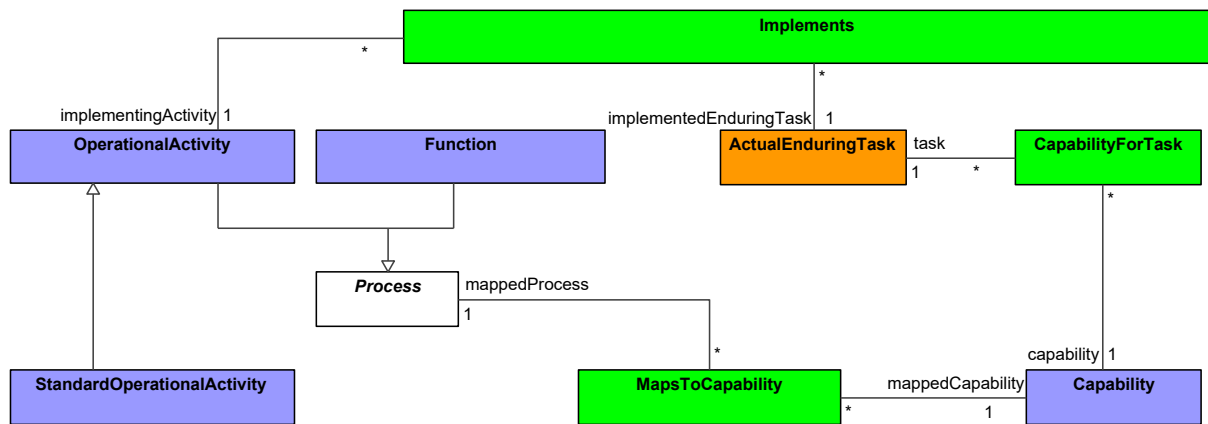 Implements
*
*
implementingActivity 1
implementedEnduringTask 1
OperationalActivity
Function
ActualEnduringTask
task
1
*
CapabilityForTask
*
Process
mappedProcess
1
*
capability 1
StandardOperationalActivity
MapsToCapability
mappedCapability
*
1
Capability